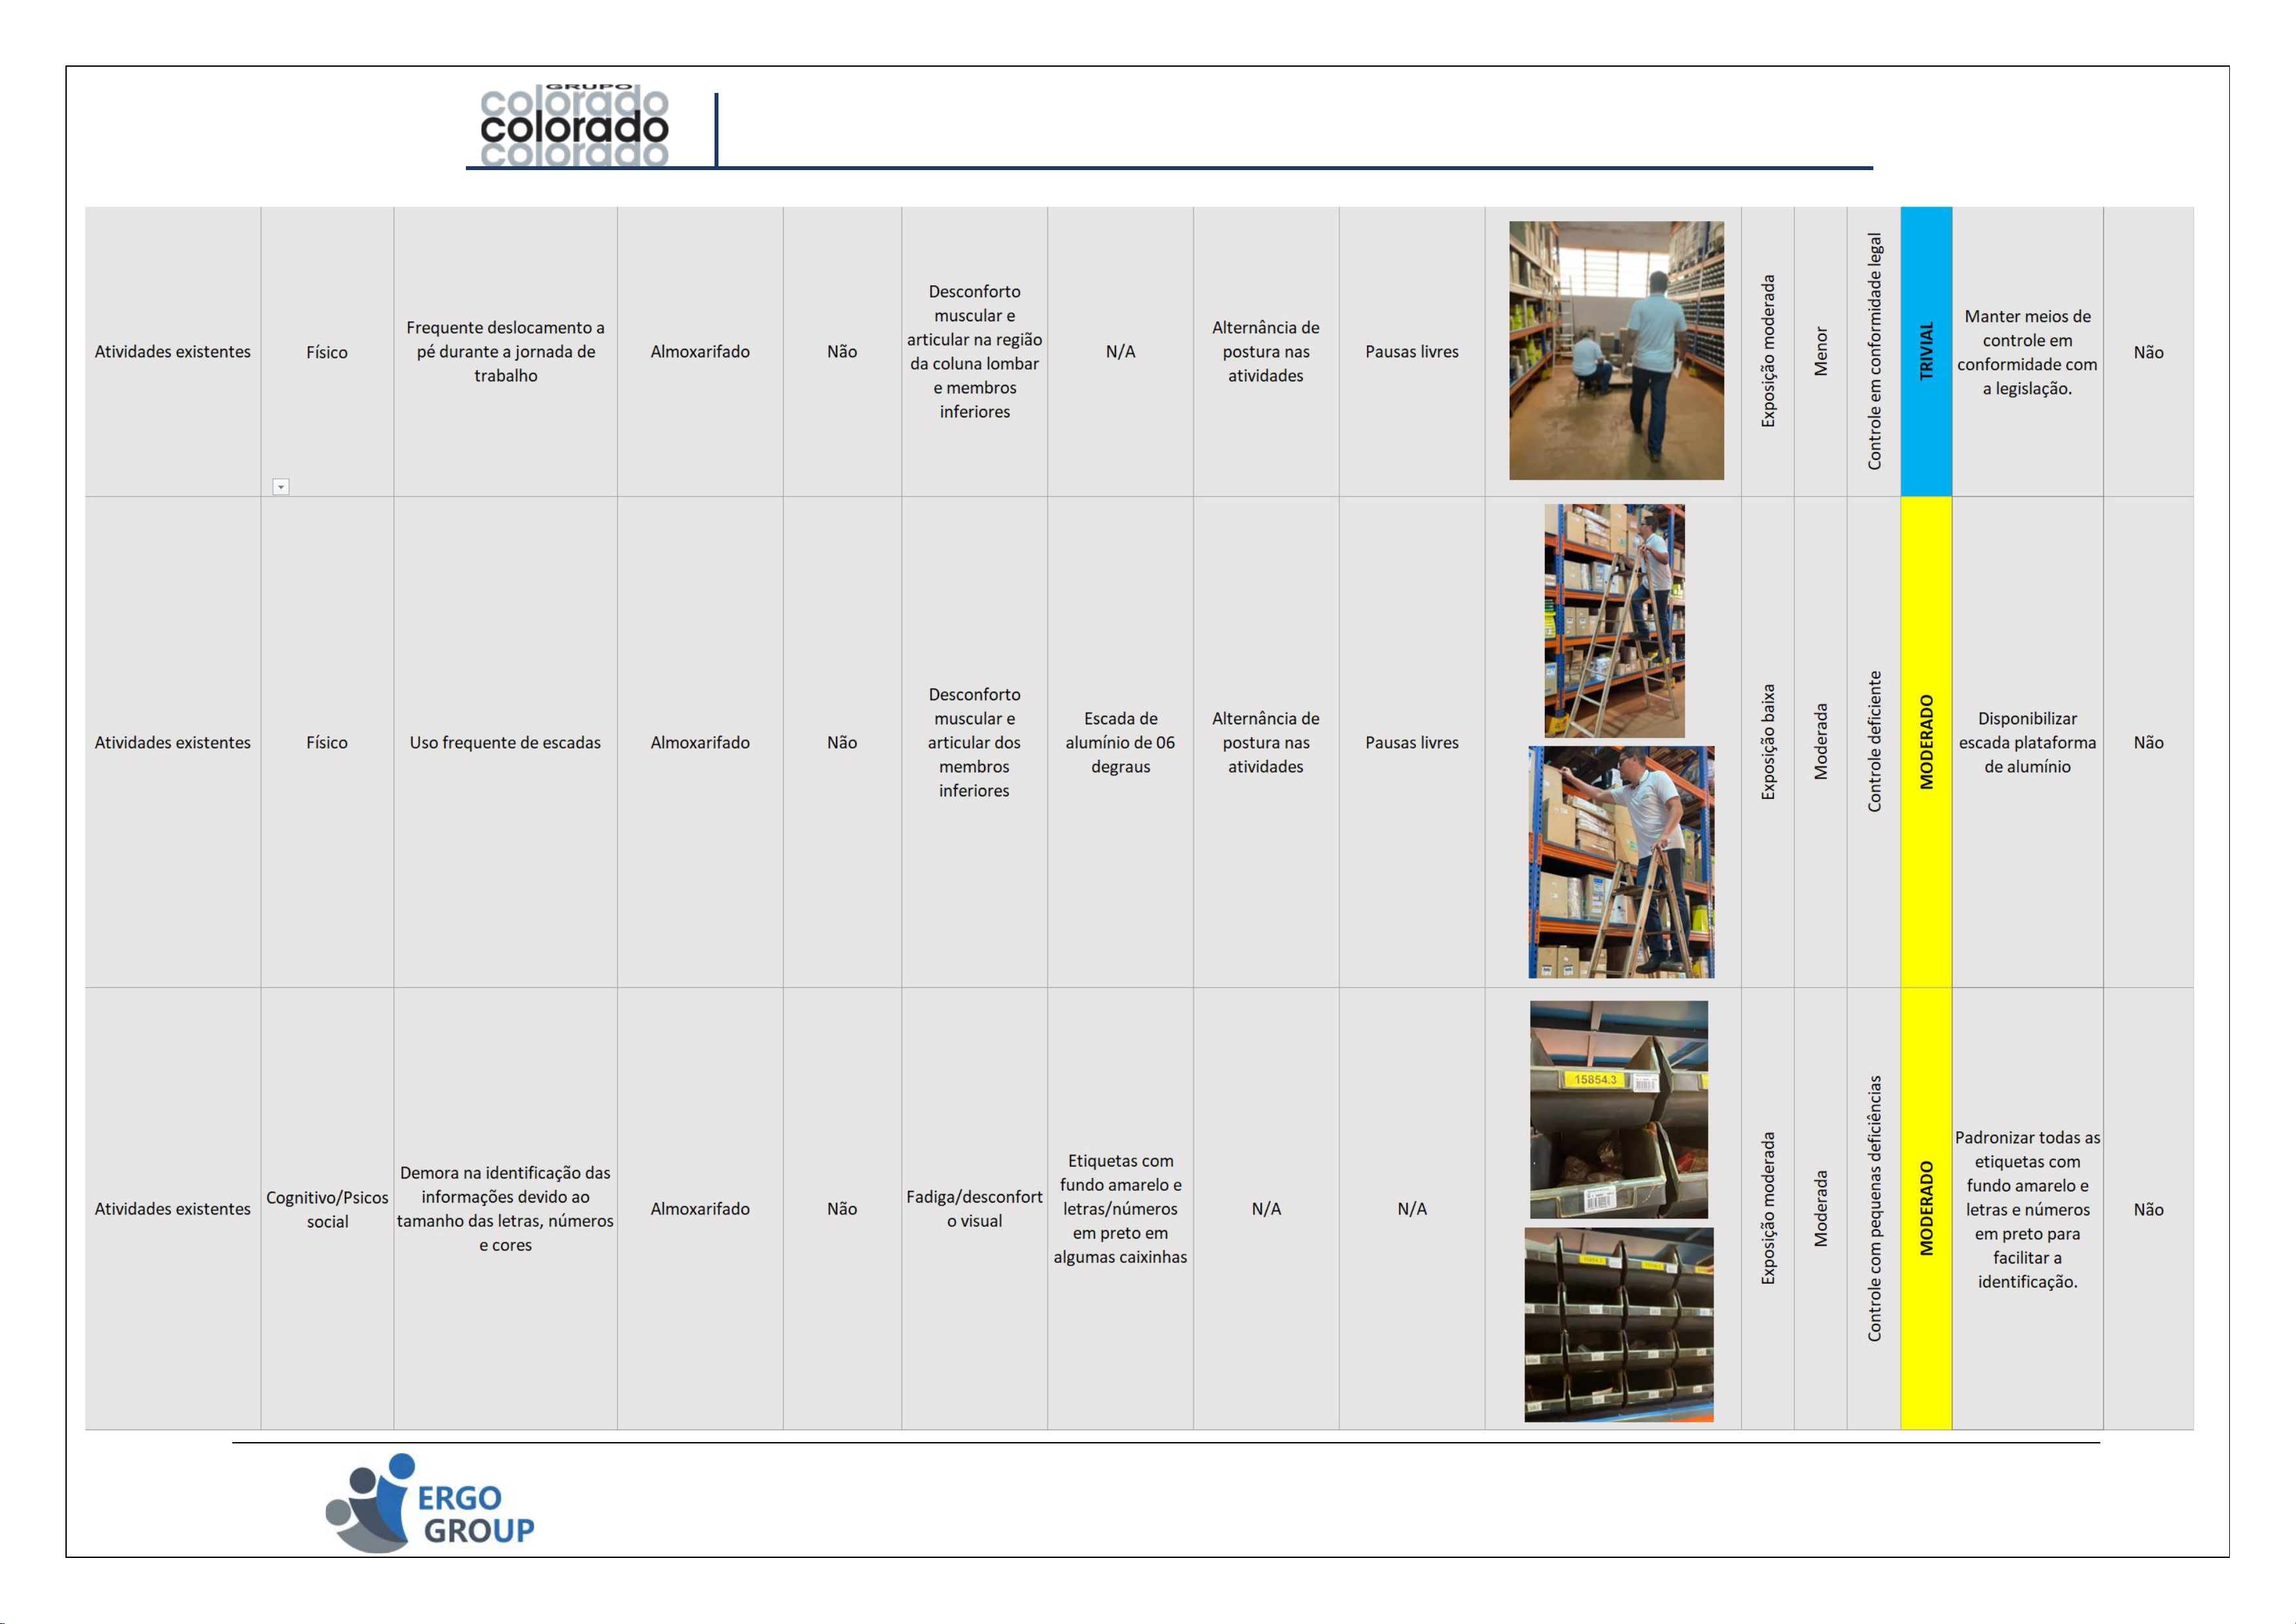 GRUPO
colorado
colorado
colorado
Atividades existentes
Físico
Frequente deslocamento a
pé durante a jornada de
trabalho
Almoxarifado
Não
Desconforto
muscular e
articular na região
da coluna lombar
e membros
inferiores
N/A
Alternância de
postura nas
atividades
Pausas livres
Exposição moderada
Menor
Controle em conformidade legal
TRIVIAL
Manter meios de
controle em
conformidade com
a legislação.
Não
Atividades existentes
Físico
Uso frequente de escadas
Almoxarifado
Não
Desconforto
muscular e
articular dos
membros
inferiores
Escada de
alumínio de 06
degraus
Alternância de
postura nas
atividades
Pausas livres
Exposição baixa
Moderada
Controle deficiente
MODERADO
Disponibilizar
escada plataforma
de alumínio
Não
Atividades existentes
Cognitivo/Psicos
social
Demora na identificação das
informações devido ao
tamanho das letras, números
e cores
Almoxarifado
Não
Fadiga/desconfort
o visual
Etiquetas com
fundo amarelo e
letras/números
em preto em
algumas caixinhas
N/A
N/A
15854.3
Exposição moderada
Moderada
Controle com pequenas deficiências
MODERADO
Padronizar todas as
etiquetas com
fundo amarelo e
letras e números
em preto para
facilitar a
identificação.
Não
ERGO
GROUP